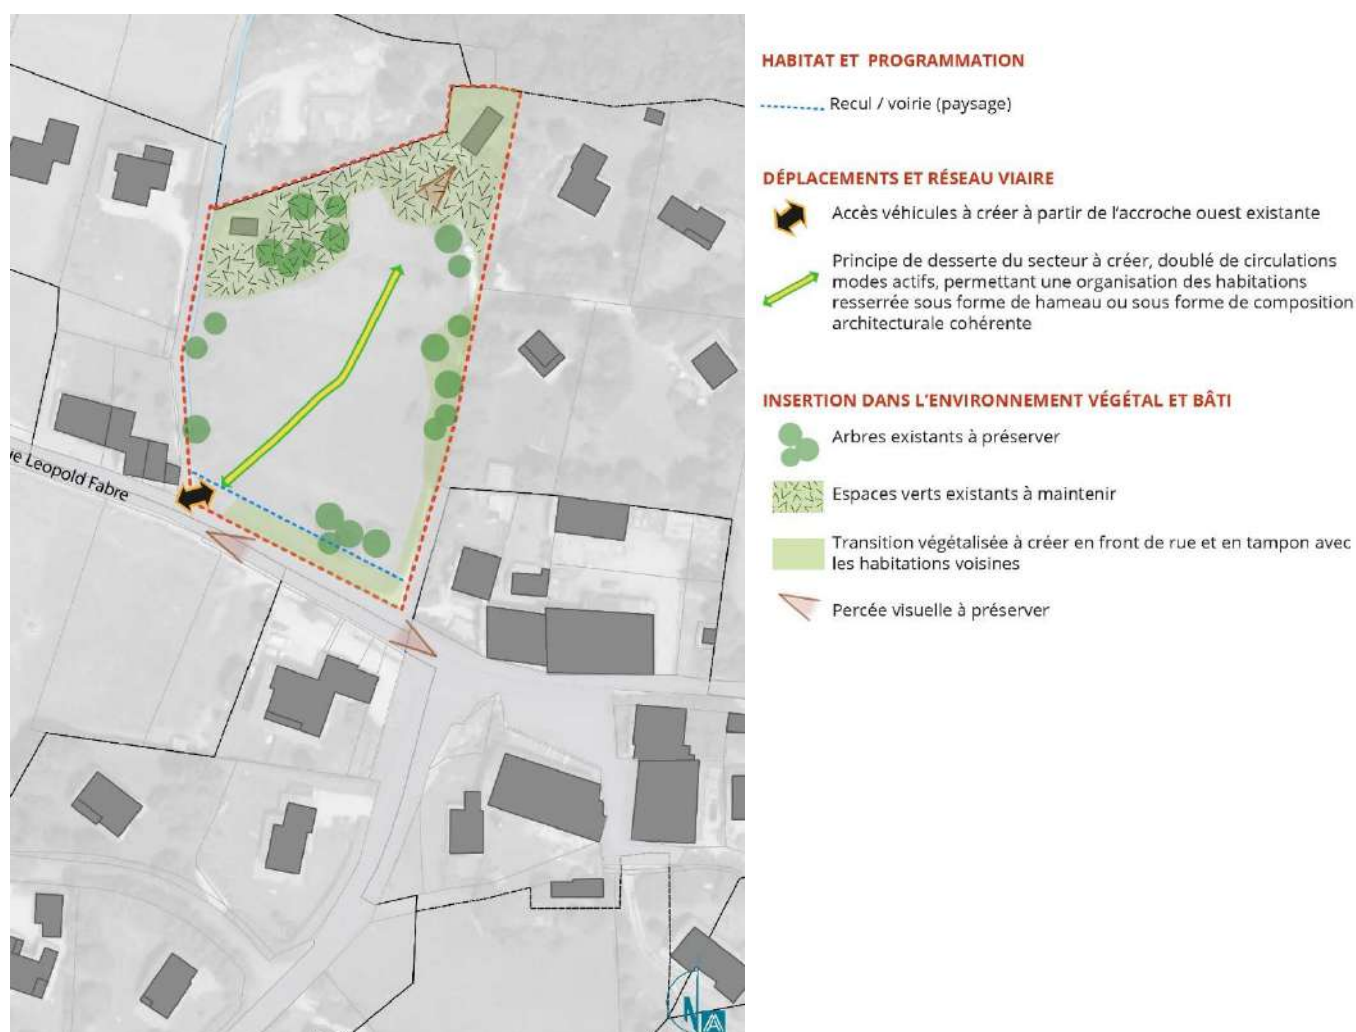 ue Leopold Fabre
N
HABITAT ET PROGRAMMATION
Recul / voirie (paysage)
DÉPLACEMENTS ET RÉSEAU VIAIRE
Accès véhicules à créer à partir de l'accroche ouest existante
Principe de desserte du secteur à créer, doublé de circulations
modes actifs, permettant une organisation des habitations
resserrée sous forme de hameau ou sous forme de composition
architecturale cohérente
INSERTION DANS L'ENVIRONNEMENT VÉGÉTAL ET BÂTI
Arbres existants à préserver
Espaces verts existants à maintenir
Transition végétalisée à créer en front de rue et en tampon avec
les habitations voisines
Percée visuelle à préserver